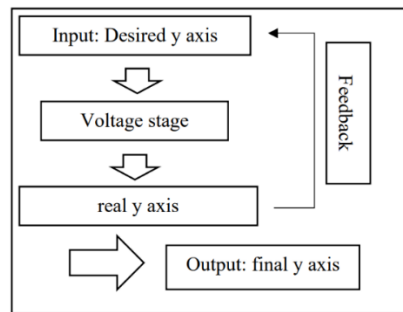 Input: Desired y axis
Voltage stage
real y axis
Output: final y axis
Feedback